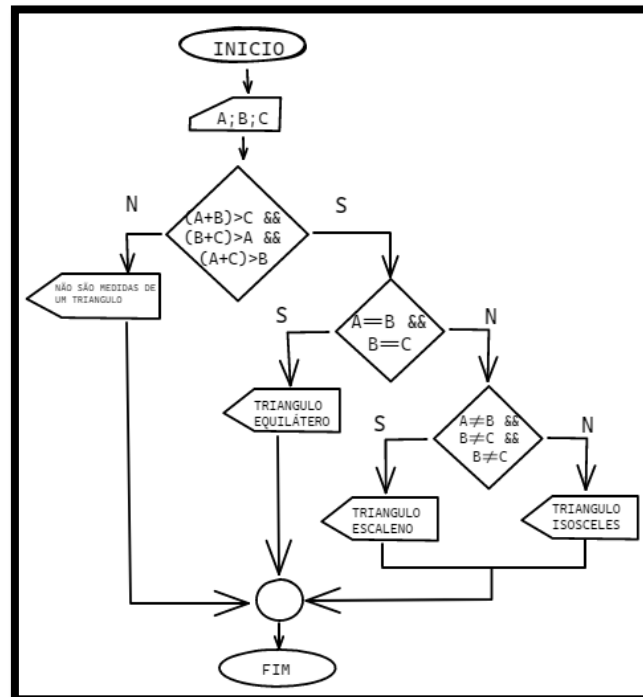 INICIO
A;B;C
N
S
(A+B)>C &&
(B+C)>A &&
(A+C)>B
NÃO SÃO MEDIDAS DE
UM TRIANGULO
S
N
A==B &&
B==C
TRIANGULO
EQUILÁTERO
S
N
A≠B &&
B≠C &&
B≠C
TRIANGULO
ESCALENO
TRIANGULO
ISOSCELES
FIM